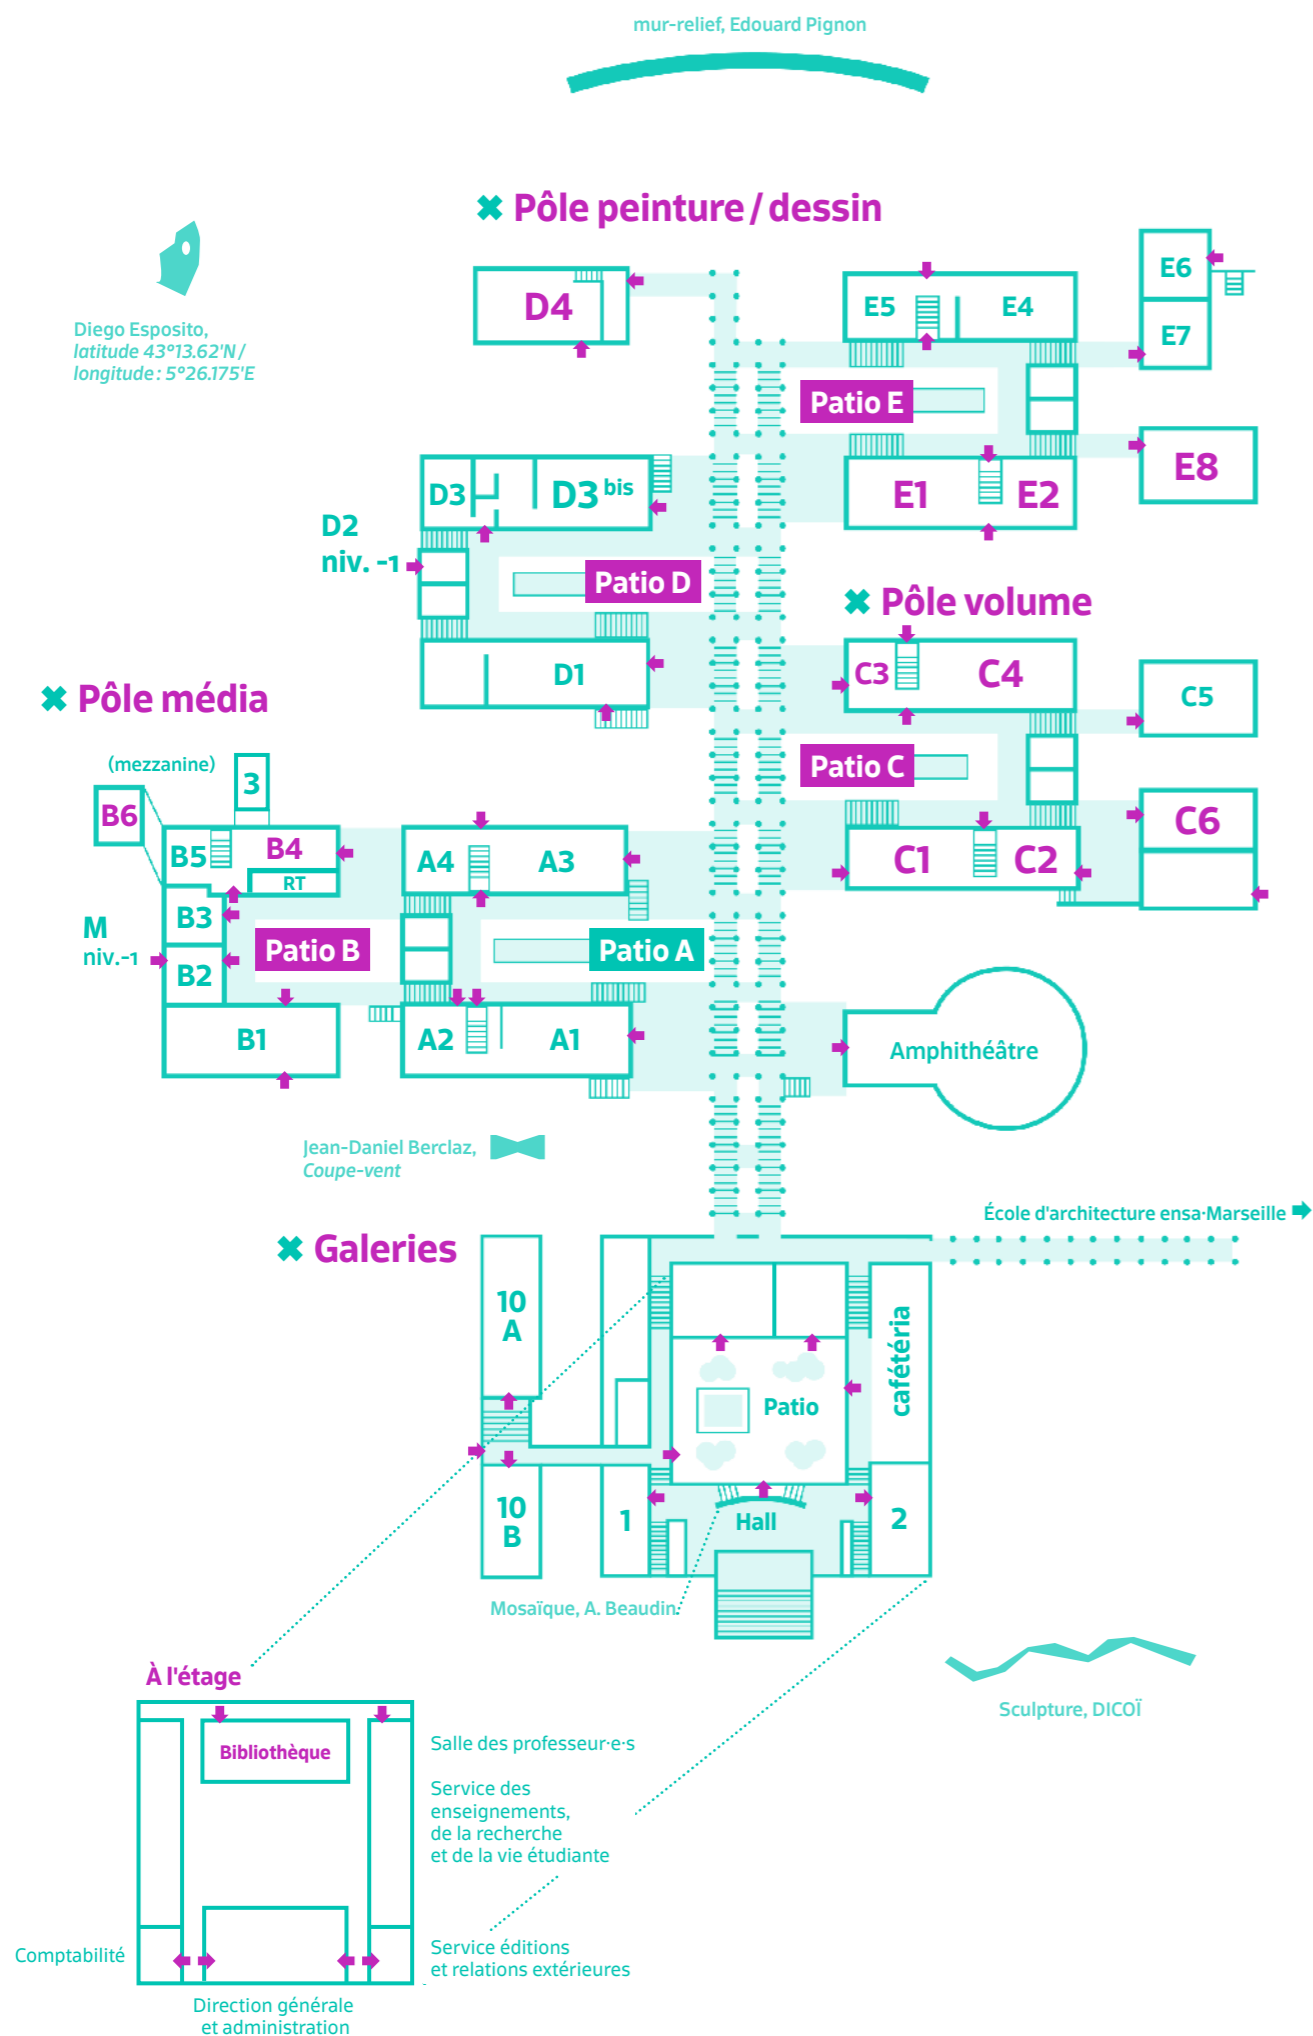 mur-relief, Edouard Pignon
✖ Pôle peinture / dessin
Diego Esposito,
latitude 43°13.62'N /
longitude : 5°26.175'E
D4
E5
E4
E6
E7
Patio E
E8
E1
E2
D3
D3 bis
D2
niv. -1
Patio D
D1
✖ Pôle volume
C3
C4
C5
Patio C
C6
C1
C2
✖ Pôle média
(mezzanine)
3
B6
B5
B4
RT
A4
A3
M
niv.-1
B3
B2
Patio B
Patio A
B1
A2
A1
Amphithéâtre
Jean-Daniel Berclaz,
Coupe-vent
École d'architecture ensa·Marseille
✖ Galeries
10
A
cafétéria
Patio
10
B
1
Hall
2
Mosaïque, A. Beaudin
À l'étage
Sculpture, DICOÏ
Bibliothèque
Salle des professeur·e·s
Service des
enseignements,
de la recherche
et de la vie étudiante
Comptabilité
Service éditions
et relations extérieures
Direction générale
et administration